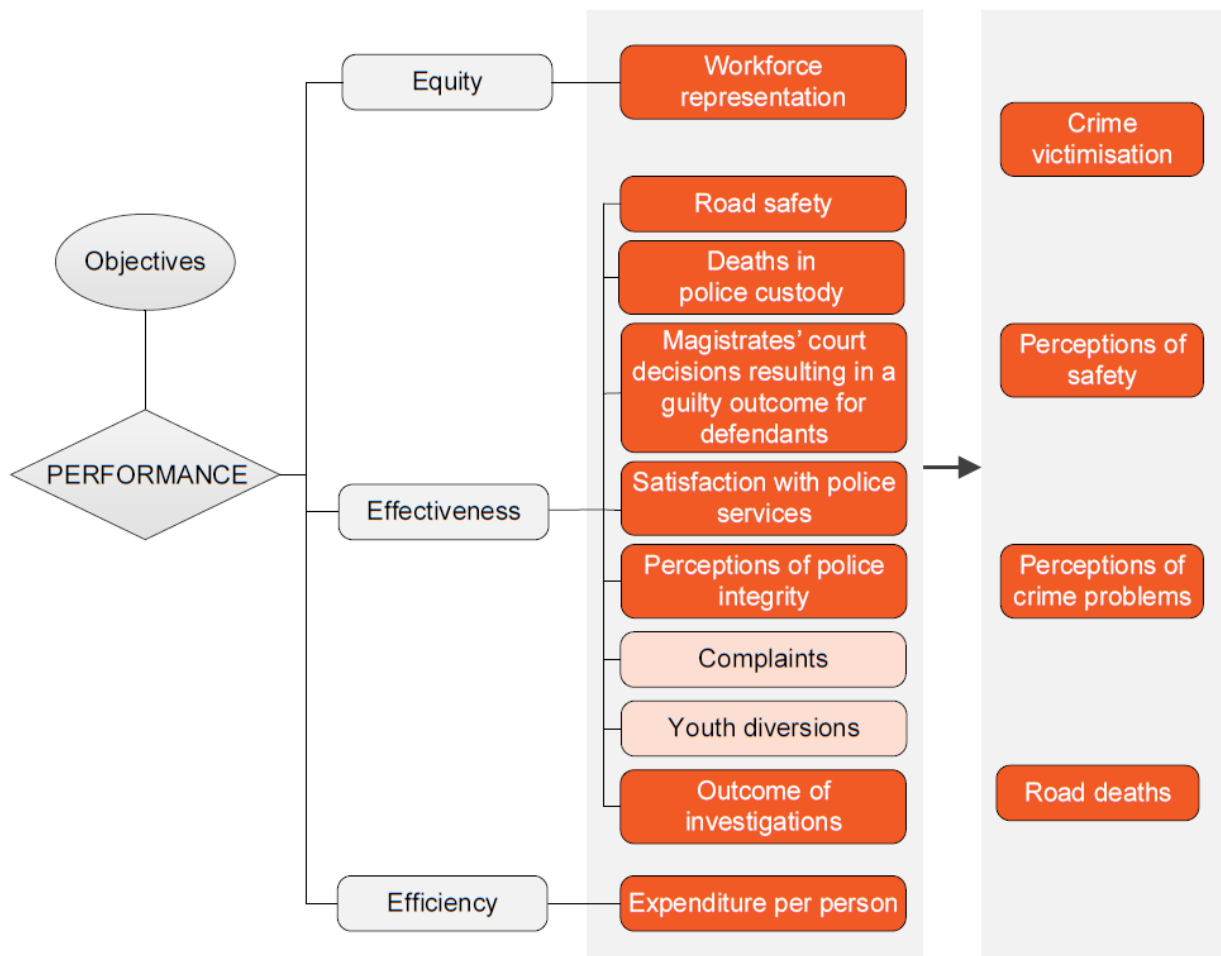 Objectives
PERFORMANCE
Equity
Effectiveness
Efficiency
Workforce
representation
Road safety
Deaths in
police custody
Magistrates’ court
decisions resulting in a
guilty outcome for
defendants
Satisfaction with police
services
Perceptions of police
integrity
Complaints
Youth diversions
Outcome of
investigations
Expenditure per person
Crime
victimisation
Perceptions of
safety
Perceptions of
crime problems
Road deaths